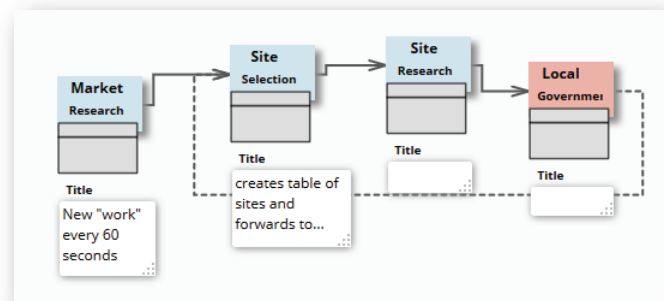 Market
Research
Title
New "work"
every 60
seconds
Site
Selection
Title
creates table of
sites and
forwards to...
Site
Research
Title
Local
Governmer
Title